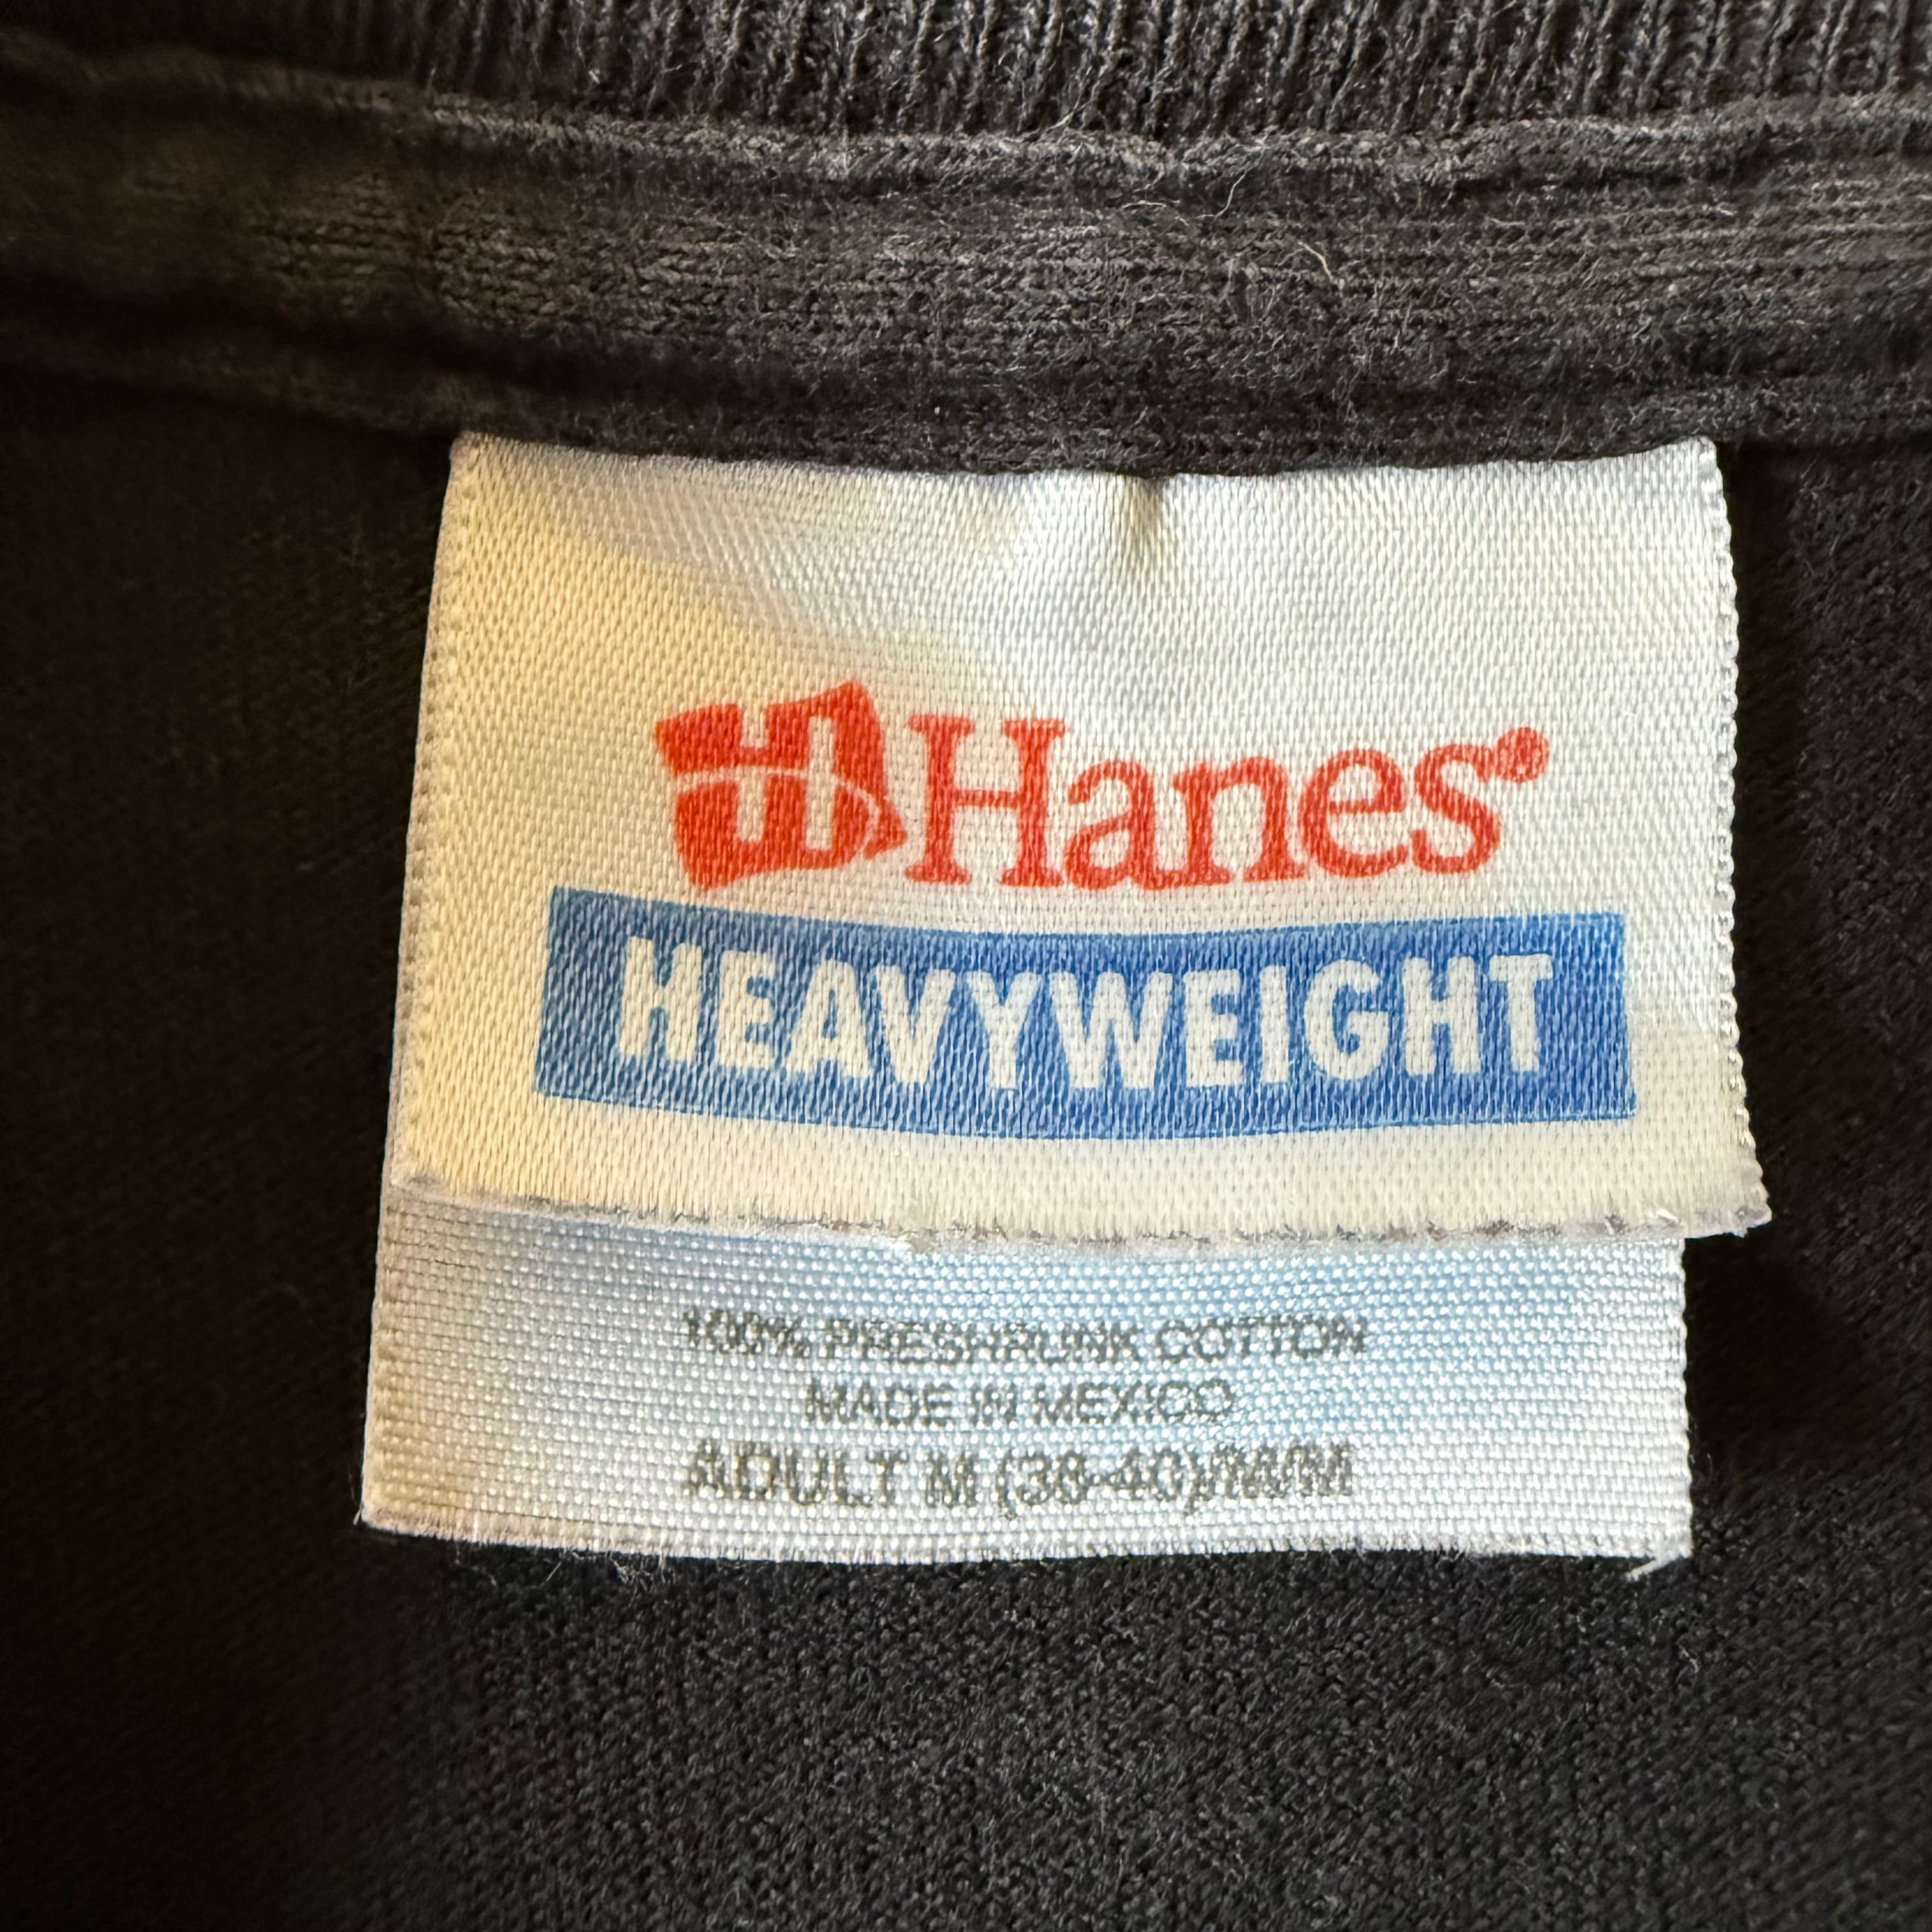 H Hanes®
HEAVYWEIGHT
100% PRESHRUNK COTTON
MADE IN MEXICO
ADULT M (38-40)/M/M